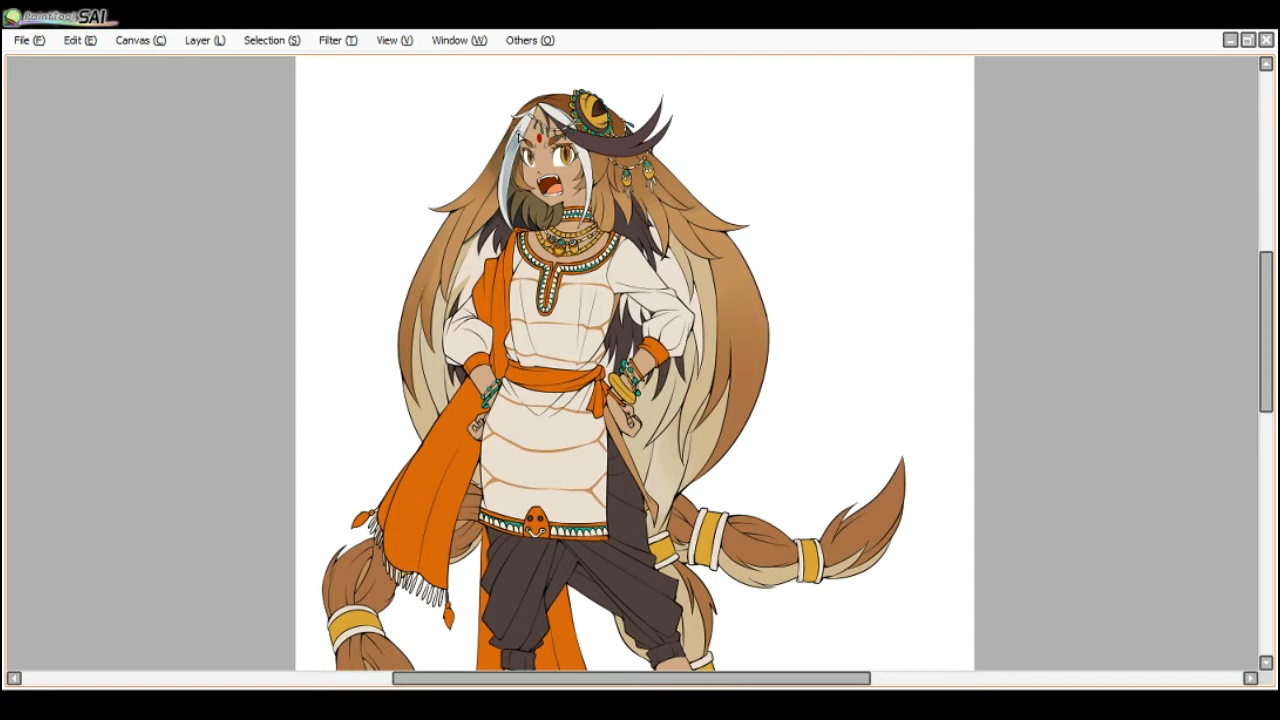 PaintTool SAI
File (F) Edit (E) Canvas (C) Layer (L) Selection (S) Filter (T) View (V) Window (W) Others (O)